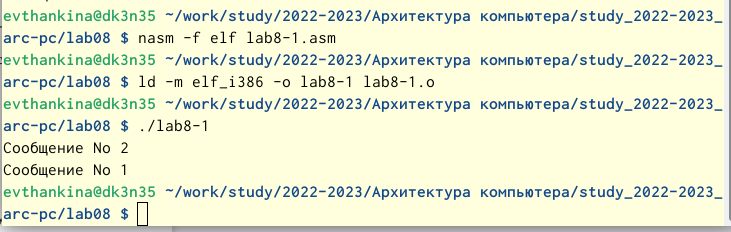 evthankina@dk3n35 ~/work/study/2022-2023/Архитектура компьютера/study_2022-2023_
arc-pc/lab08 $ nasm -f elf lab8-1.asm
evthankina@dk3n35 ~/work/study/2022-2023/Архитектура компьютера/study_2022-2023_
arc-pc/lab08 $ ld -m elf_i386 -o lab8-1 lab8-1.o
evthankina@dk3n35 ~/work/study/2022-2023/Архитектура компьютера/study_2022-2023_
arc-pc/lab08 $ ./lab8-1
Сообщение No 2
Сообщение No 1
evthankina@dk3n35 ~/work/study/2022-2023/Архитектура компьютера/study_2022-2023_
arc-pc/lab08 $